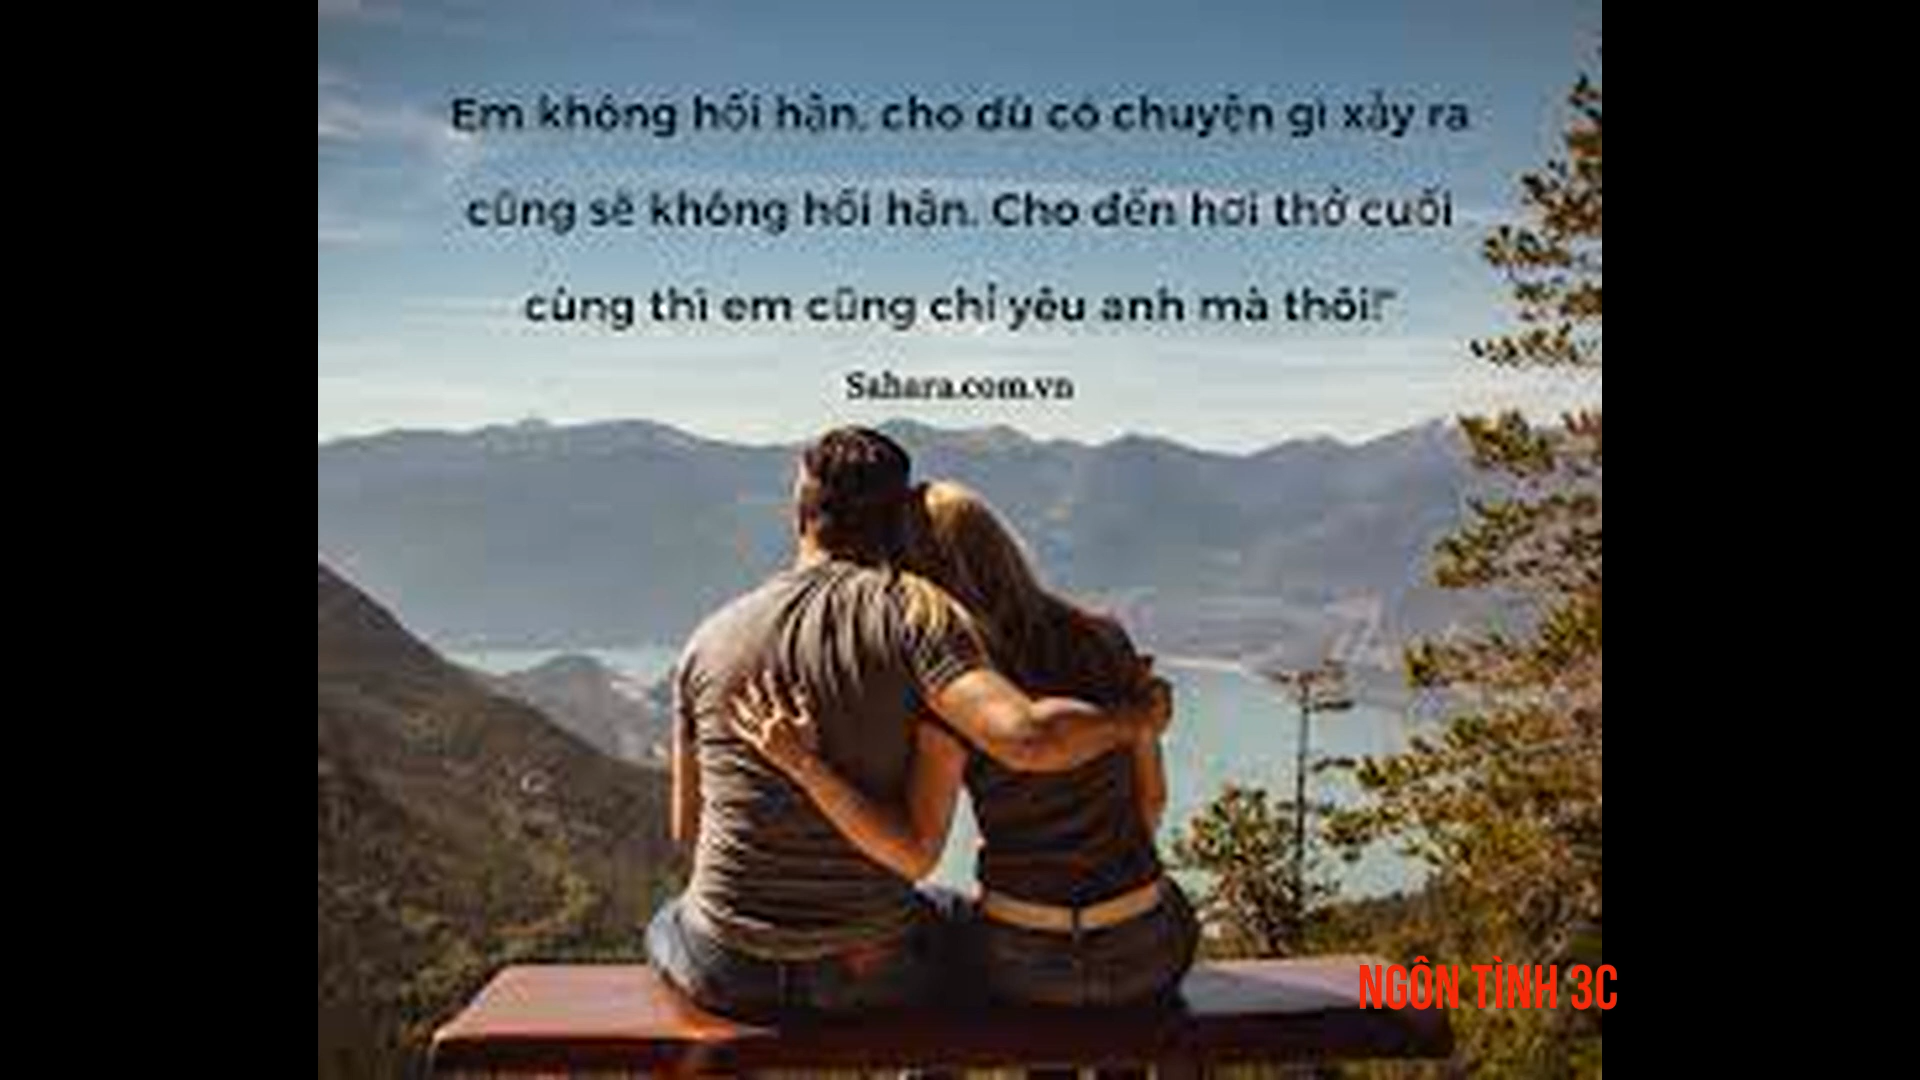 Em không hối hận, cho dù có chuyện gì xảy ra
cũng sẽ không hối hận. Cho đến hơi thở cuối
cùng thì em cũng chỉ yêu anh mà thôi!"
Sahara.com.vn
NGÔN TÌNH 3C